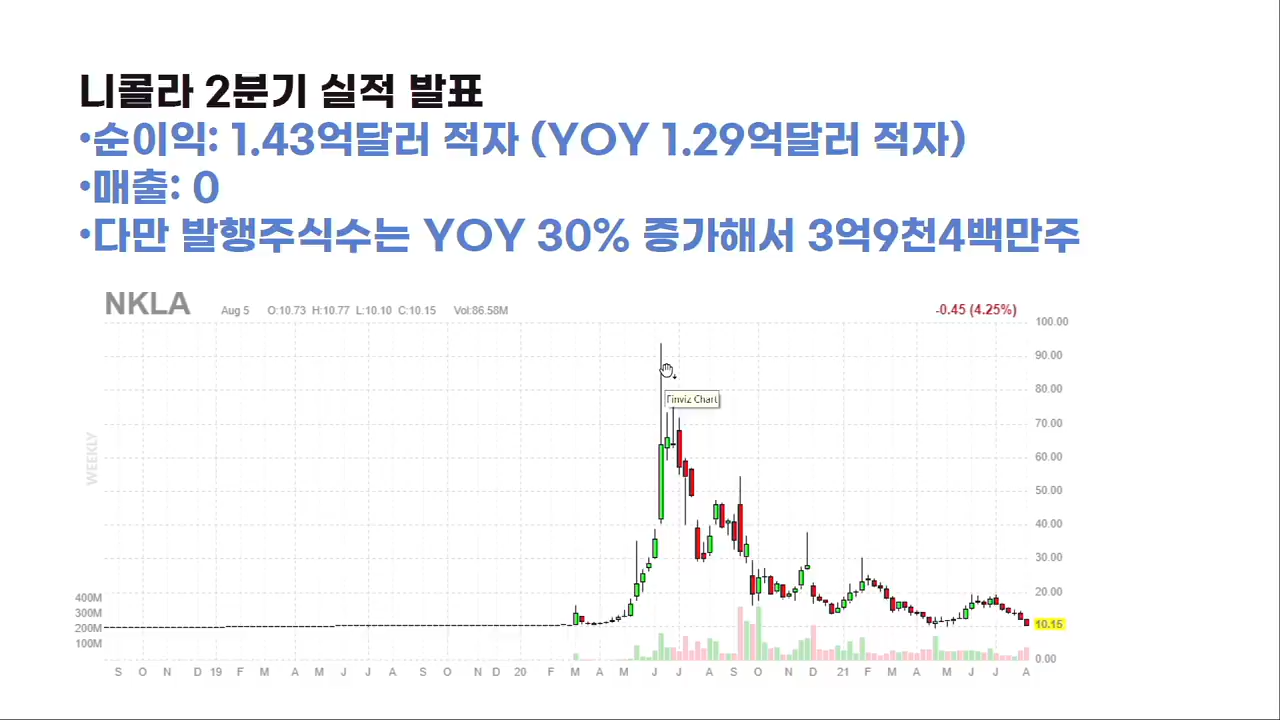 니콜라 2분기 실적 발표
•순이익: 1.43억달러 적자 (YOY 1.29억달러 적자)
•매출: 0
•다만 발행주식수는 YOY 30% 증가해서 3억9천4백만주
NKLA Aug 5 O:10.73 H:10.77 L:10.10 C:10.15 Vol:86.58M -0.45 (4.25%)
100.00
90.00
80.00
Finviz Chart
70.00
60.00
WEEKLY
50.00
40.00
30.00
20.00
400M
300M
10.15
200M
100M
0.00
S O N D 19 F M A M J J A S O N D 20 F M A M J J A S O N D 21 F M A M J J A